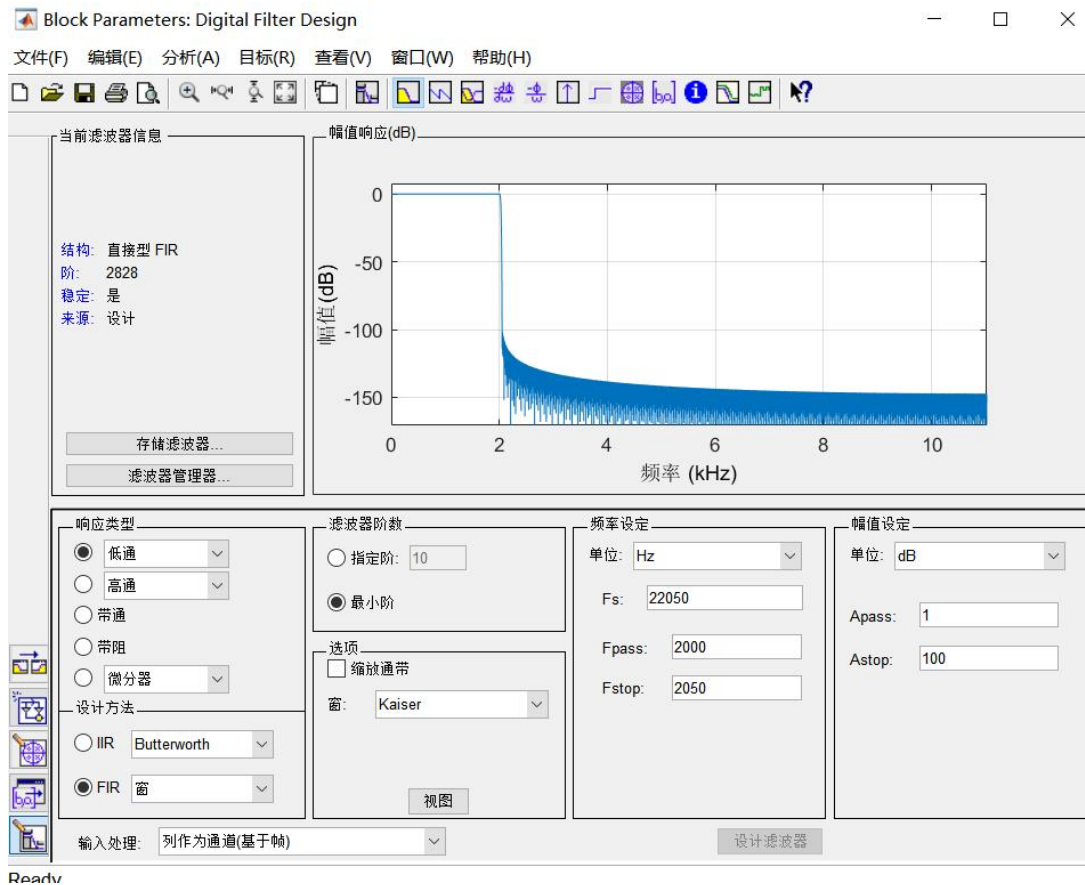 Block Parameters: Digital Filter Design
文件(F) 编辑(E) 分析(A) 目标(R) 查看(V) 窗口(W) 帮助(H)
当前滤波器信息
结构: 直接型 FIR
阶: 2828
稳定: 是
来源: 设计
存储滤波器...
滤波器管理器...
幅值响应(dB)
幅值(dB)
0
-50
-100
-150
0 2 4 6 8 10
频率 (kHz)
响应类型
低通
高通
带通
带阻
微分器
设计方法
IIR Butterworth
FIR 窗
滤波器阶数
指定阶: 10
最小阶
选项
缩放通带
窗: Kaiser
视图
频率设定
单位: Hz
Fs: 22050
Fpass: 2000
Fstop: 2050
幅值设定
单位: dB
Apass: 1
Astop: 100
输入处理: 列作为通道(基于帧)
设计滤波器
Ready